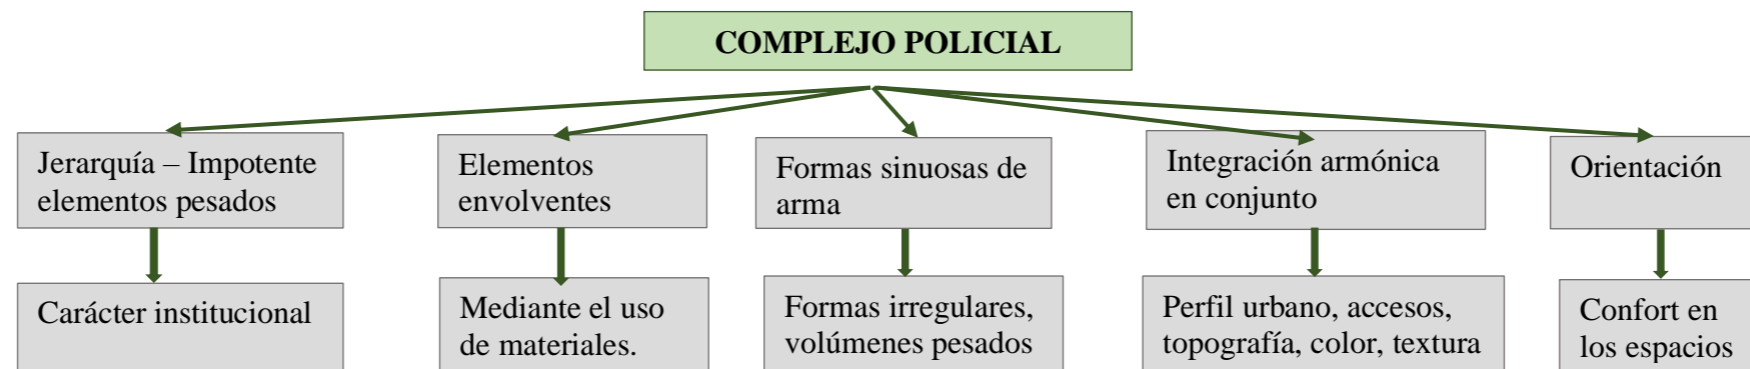 COMPLEJO POLICIAL
Jerarquía – Impotente
elementos pesados
Elementos
envolventes
Formas sinuosas de
arma
Integración armónica
en conjunto
Orientación
Carácter institucional
Mediante el uso
de materiales.
Formas irregulares,
volúmenes pesados
Perfil urbano, accesos,
topografía, color, textura
Confort en
los espacios